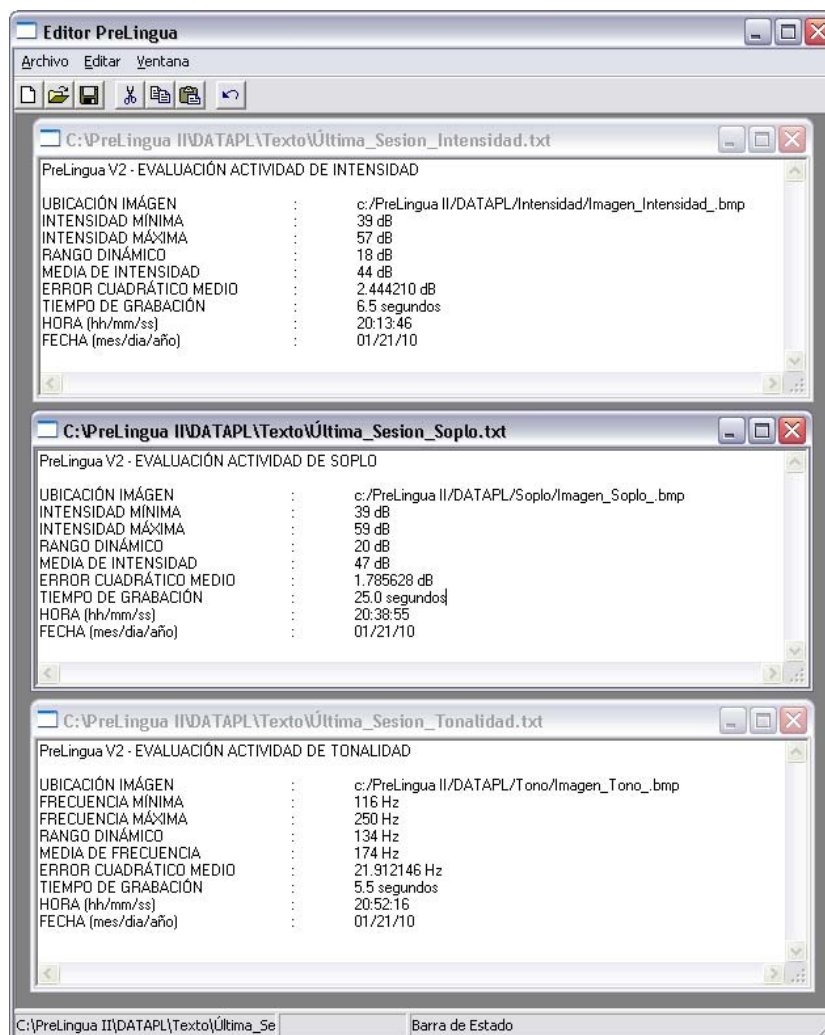 Editor PreLingua
Archivo Editar Ventana
C:\PreLingua II\DATAPL\Texto\Última_Sesion_Intensidad.txt
PreLingua V2 - EVALUACIÓN ACTIVIDAD DE INTENSIDAD
UBICACIÓN IMÁGEN : c:/PreLingua II/DATAPL/Intensidad/Imagen_Intensidad_.bmp
INTENSIDAD MÍNIMA : 39 dB
INTENSIDAD MÁXIMA : 57 dB
RANGO DINÁMICO : 18 dB
MEDIA DE INTENSIDAD : 44 dB
ERROR CUADRÁTICO MEDIO : 2.444210 dB
TIEMPO DE GRABACIÓN : 6.5 segundos
HORA (hh/mm/ss) : 20:13:46
FECHA (mes/dia/año) : 01/21/10
C:\PreLingua II\DATAPL\Texto\Última_Sesion_Soplo.txt
PreLingua V2 - EVALUACIÓN ACTIVIDAD DE SOPLO
UBICACIÓN IMÁGEN : c:/PreLingua II/DATAPL/Soplo/Imagen_Soplo_.bmp
INTENSIDAD MÍNIMA : 39 dB
INTENSIDAD MÁXIMA : 59 dB
RANGO DINÁMICO : 20 dB
MEDIA DE INTENSIDAD : 47 dB
ERROR CUADRÁTICO MEDIO : 1.785628 dB
TIEMPO DE GRABACIÓN : 25.0 segundos
HORA (hh/mm/ss) : 20:38:55
FECHA (mes/dia/año) : 01/21/10
C:\PreLingua II\DATAPL\Texto\Última_Sesion_Tonalidad.txt
PreLingua V2 - EVALUACIÓN ACTIVIDAD DE TONALIDAD
UBICACIÓN IMÁGEN : c:/PreLingua II/DATAPL/Tono/Imagen_Tono_.bmp
FRECUENCIA MÍNIMA : 116 Hz
FRECUENCIA MÁXIMA : 250 Hz
RANGO DINÁMICO : 134 Hz
MEDIA DE FRECUENCIA : 174 Hz
ERROR CUADRÁTICO MEDIO : 21.912146 Hz
TIEMPO DE GRABACIÓN : 5.5 segundos
HORA (hh/mm/ss) : 20:52:16
FECHA (mes/dia/año) : 01/21/10
C:\PreLingua II\DATAPL\Texto\Última_Se Barra de Estado